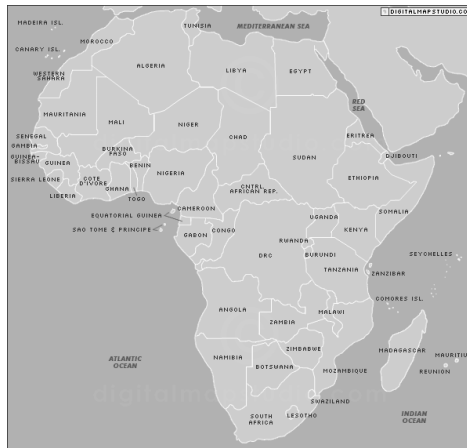 DIGITALMAPSTUDIO.CO
MADEIRA ISL.
TUNISIA
MEDITERRANEAN SEA
MOROCCO
CANARY ISL.
ALGERIA
LIBYA
EGYPT
WESTERN
SAHARA
RED
SEA
MAURITANIA
MALI
NIGER
CHAD
SUDAN
ERITREA
SENEGAL
GAMBIA
GUINEA-
BISSAU
GUINEA
BURKINA
FASO
BENIN
NIGERIA
DJIBOUTI
ETHIOPIA
SIERRA LEONE
COTE
D'IVORE
GHANA
LIBERIA
TOGO
CNTRL
AFRICAN REP.
CAMEROON
SOMALIA
EQUATORIAL GUINEA
UGANDA
KENYA
SAO TOME & PRINCIPE
GABON
CONGO
RWANDA
DRC
BURUNDI
SEYCHELLES
TANZANIA
ZANZIBAR
COMORES ISL.
ANGOLA
MALAWI
ZAMBIA
ZIMBABWE
MADAGASCAR
MAURITIU
ATLANTIC
OCEAN
NAMIBIA
BOTSWANA
MOZAMBIQUE
REUNION
SWAZILAND
SOUTH
AFRICA
LESOTHO
INDIAN
OCEAN